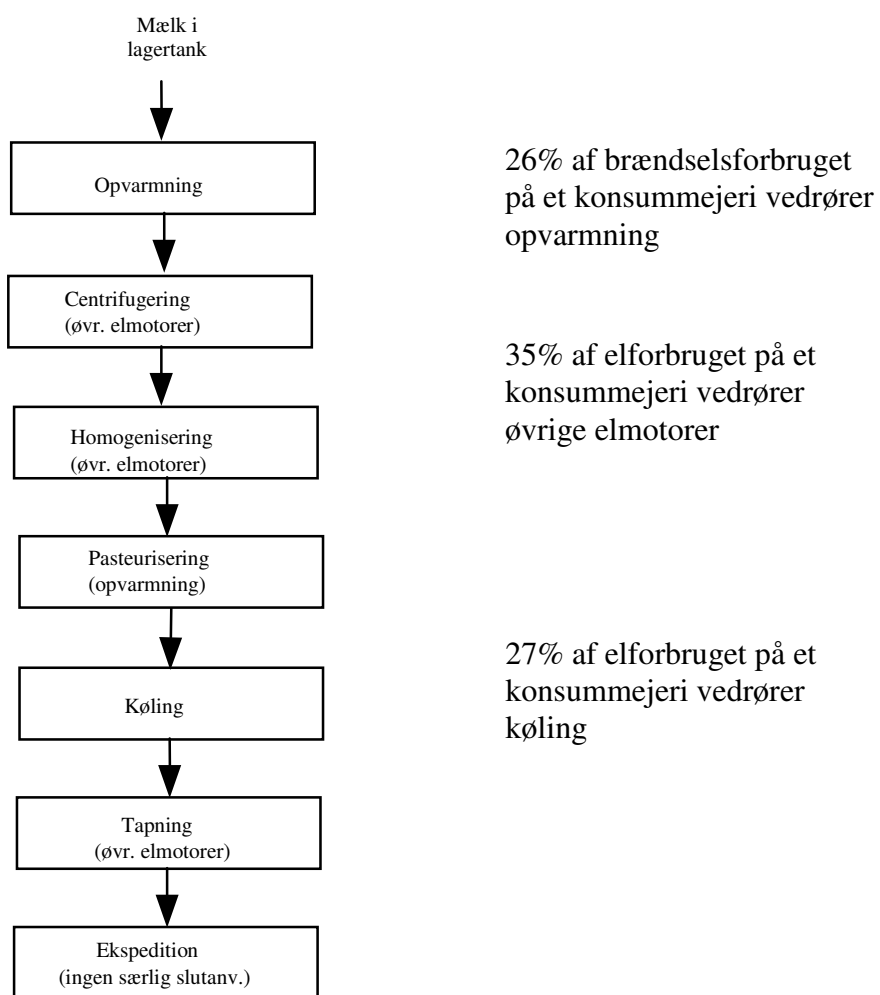 Mælk i
lagertank
Opvarmning
26% af brændselsforbruget
på et konsummejeri vedrører
opvarmning
Centrifugering
(øvr. elmotorer)
35% af elforbruget på et
konsummejeri vedrører
øvrige elmotorer
Homogenisering
(øvr. elmotorer)
Pasteurisering
(opvarmning)
Køling
27% af elforbruget på et
konsummejeri vedrører
køling
Tapning
(øvr. elmotorer)
Ekspedition
(ingen særlig slutanv.)